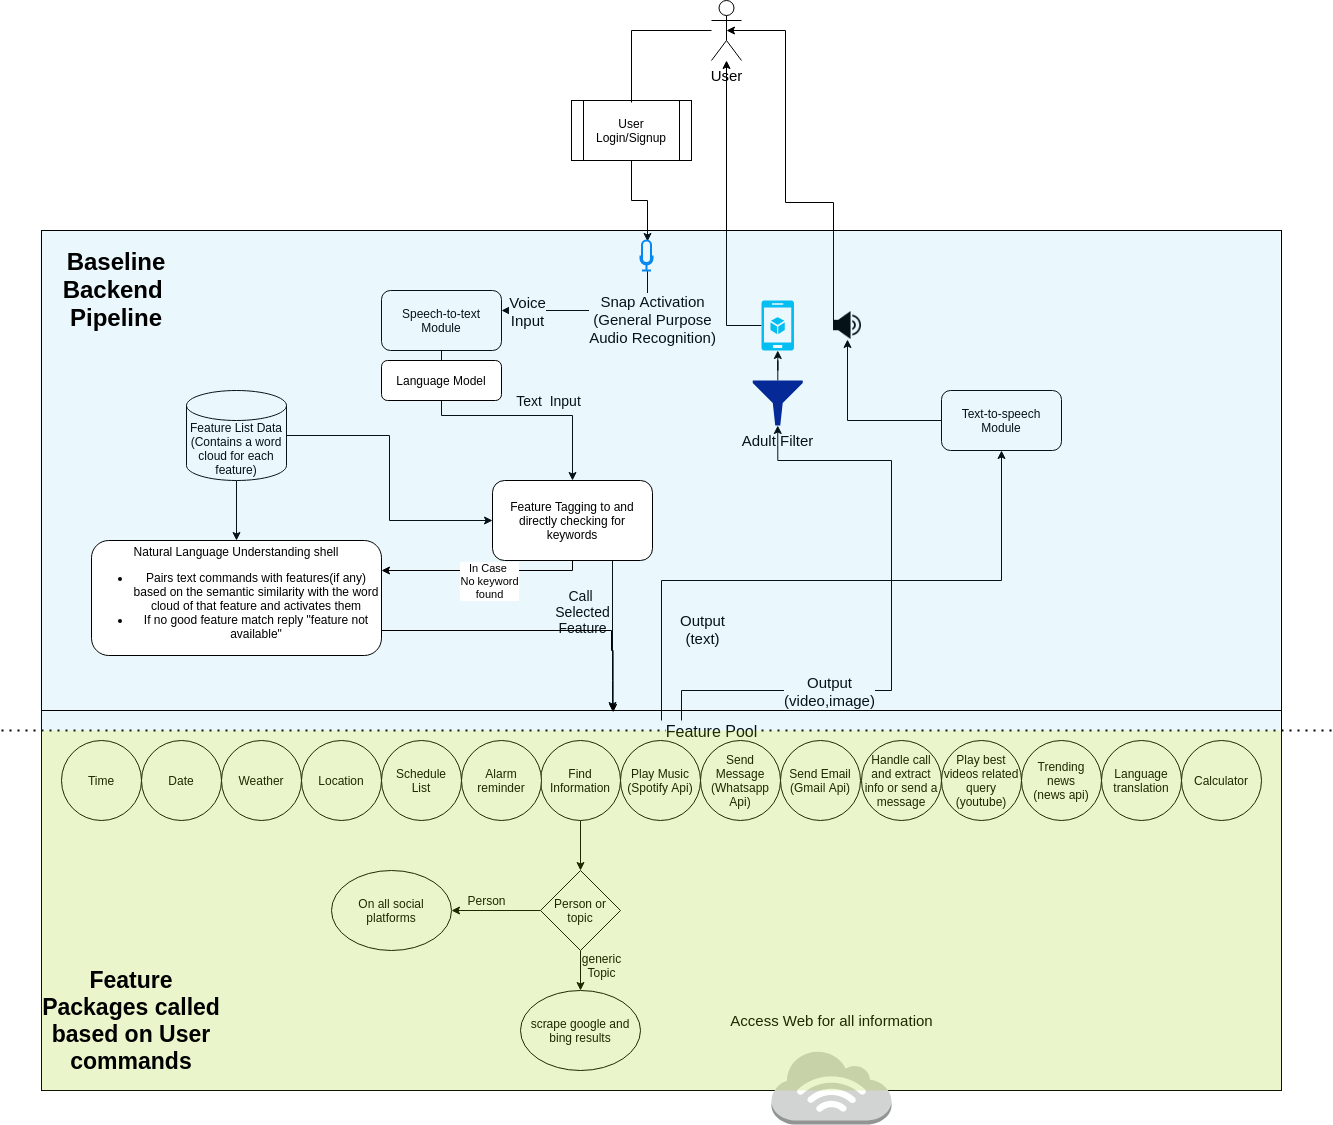 User
User
Login/Signup
Baseline
Backend
Pipeline
Snap Activation
(General Purpose
Audio Recognition)
Voice
Input
Speech-to-text
Module
Language Model
Text  Input
Adult Filter
Text-to-speech
Module
Feature List Data
(Contains a word
cloud for each
feature)
Feature Tagging to and
directly checking for
keywords
Natural Language Understanding shell
Pairs text commands with features(if any)
based on the semantic similarity with the word
cloud of that feature and activates them
If no good feature match reply "feature not
available"
In Case
No keyword
found
Call
Selected
Feature
Output
(text)
Output
(video,image)
Feature Pool
Time
Date
Weather
Location
Schedule
List
Alarm
reminder
Find
Information
Play Music
(Spotify Api)
Send
Message
(Whatsapp
Api)
Send Email
(Gmail Api)
Handle call
and extract
info or send a
message
Play best
videos related
query
(youtube)
Trending
news
(news api)
Language
translation
Calculator
Person or
topic
Person
On all social
platforms
generic
Topic
scrape google and
bing results
Feature
Packages called
based on User
commands
Access Web for all information